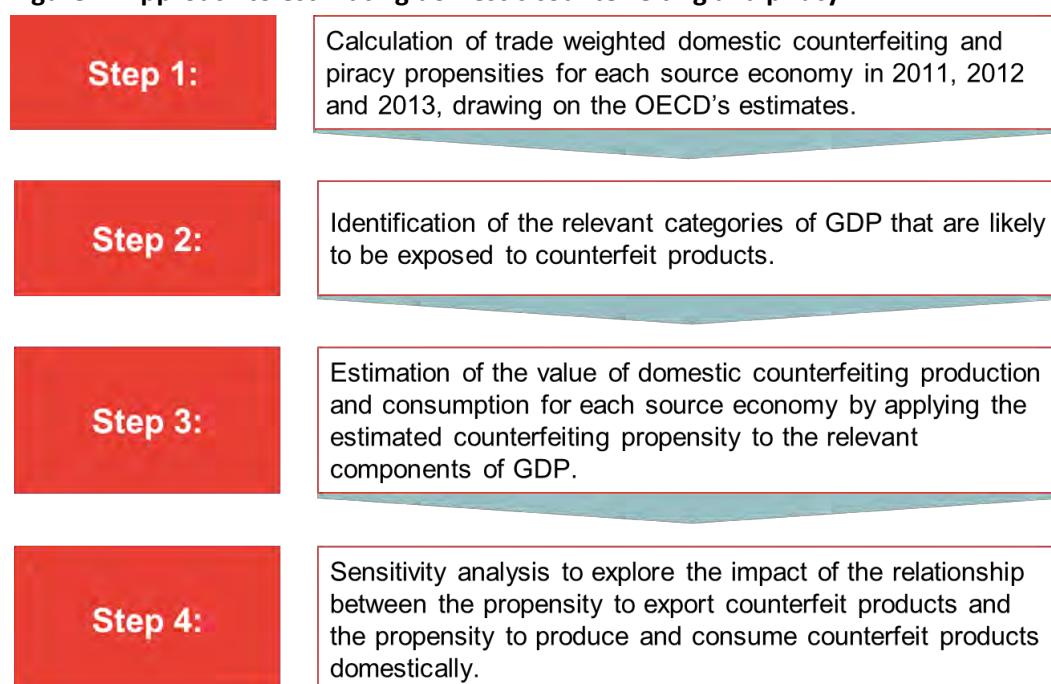 Step 1:
Calculation of trade weighted domestic counterfeiting and
piracy propensities for each source economy in 2011, 2012
and 2013, drawing on the OECD's estimates.
Step 2:
Identification of the relevant categories of GDP that are likely
to be exposed to counterfeit products.
Step 3:
Estimation of the value of domestic counterfeiting production
and consumption for each source economy by applying the
estimated counterfeiting propensity to the relevant
components of GDP.
Step 4:
Sensitivity analysis to explore the impact of the relationship
between the propensity to export counterfeit products and
the propensity to produce and consume counterfeit products
domestically.